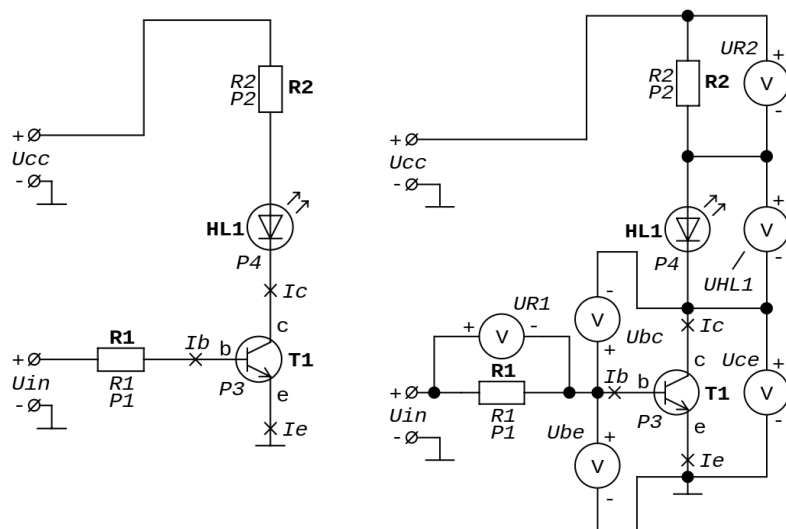 R2
P2
R2
+
Ucc
-
HL1
P4
Ic
c
R1
Ib
b
T1
+
Uin
-
R1
P1
P3
e
Ie
UR2
+
R2
P2
R2
V
-
+
Ucc
-
+
HL1
V
P4
-
UHL1
-
UR1
V
Ubc
Ic
+
V
-
+
c
+
R1
Ib
b
T1
Uce
V
+
Uin
-
R1
P1
P3
-
Ube
+
e
V
Ie
-